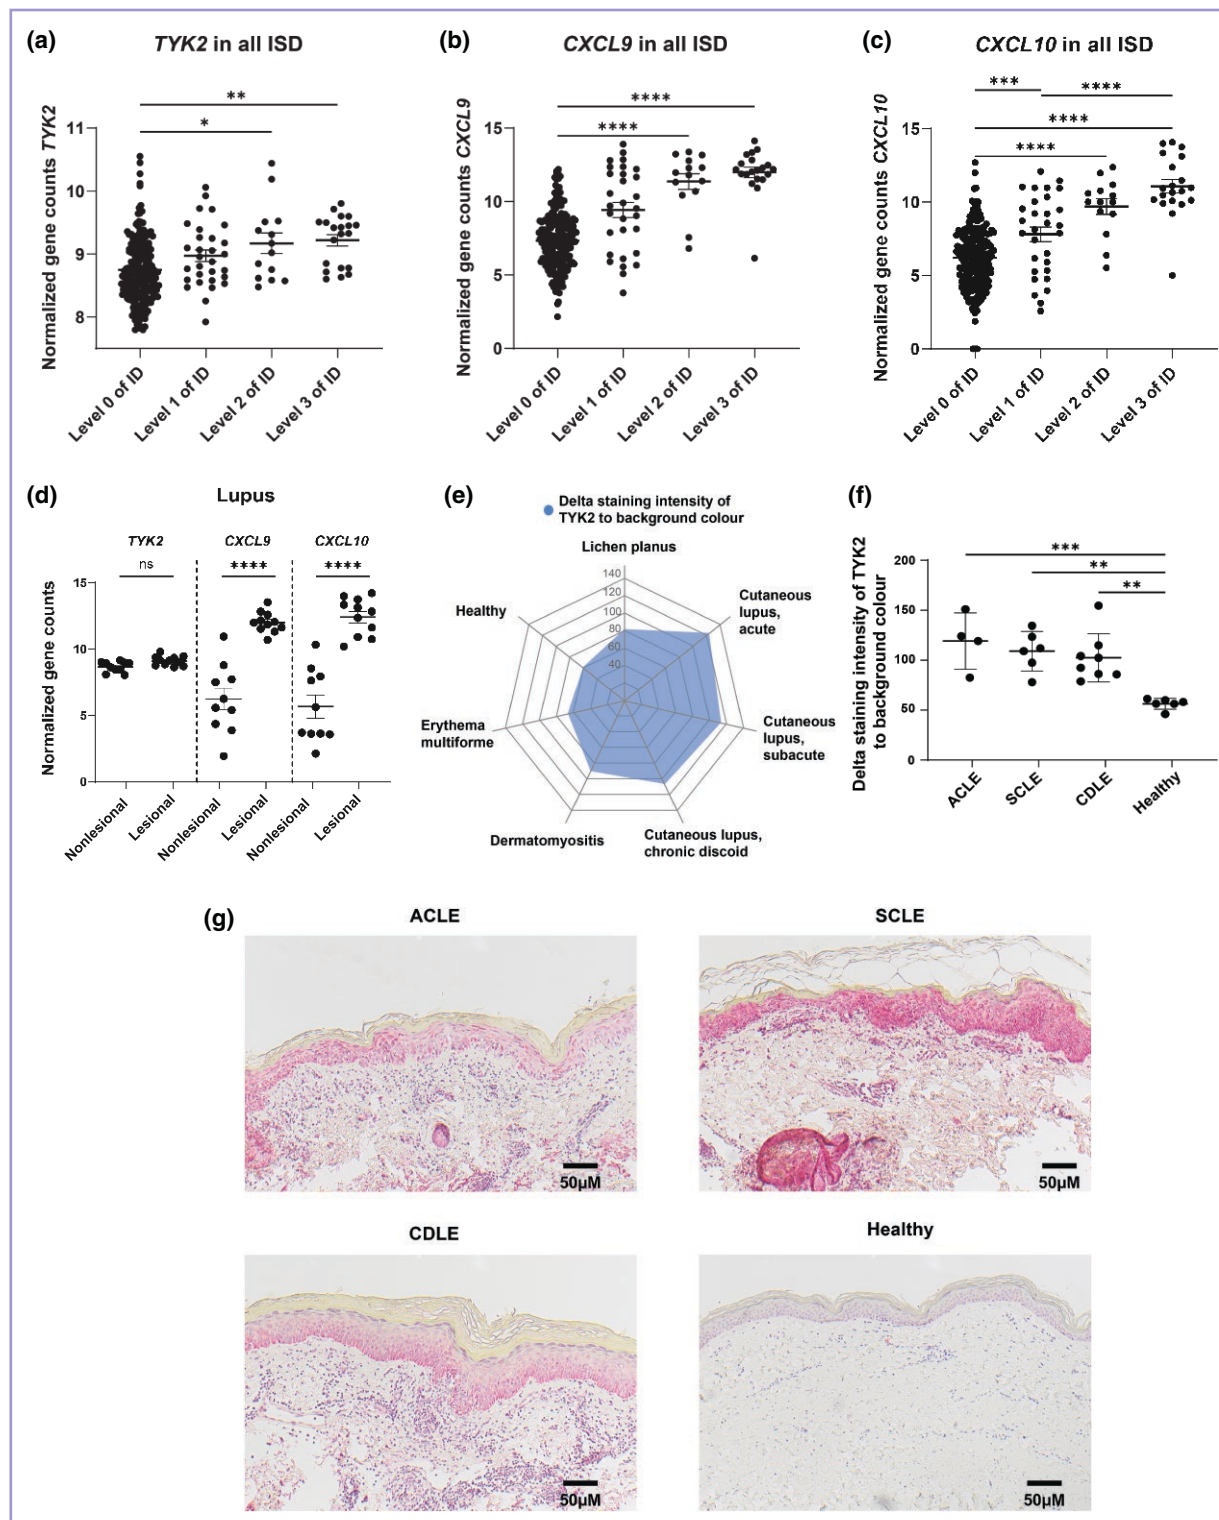 (a)
TYK2 in all ISD
**
*
Normalized gene counts TYK2
11
10
9
8
Level 0 of ID
Level 1 of ID
Level 2 of ID
Level 3 of ID
(b)
CXCL9 in all ISD
****
****
Normalized gene counts CXCL9
15
10
5
0
Level 0 of ID
Level 1 of ID
Level 2 of ID
Level 3 of ID
(c)
CXCL10 in all ISD
***
****
****
****
Normalized gene counts CXCL10
15
10
5
0
Level 0 of ID
Level 1 of ID
Level 2 of ID
Level 3 of ID
(d)
Lupus
TYK2
CXCL9
CXCL10
ns
****
****
Normalized gene counts
15
10
5
0
Nonlesional
Lesional
Nonlesional
Lesional
Nonlesional
Lesional
(e)
Delta staining intensity of
TYK2 to background colour
Lichen planus
140
120
100
80
60
40
Cutaneous
lupus,
acute
Cutaneous
lupus,
subacute
Cutaneous lupus,
chronic discoid
Dermatomyositis
Erythema
multiforme
Healthy
(f)
***
**
**
Delta staining intensity of TYK2
to background colour
200
150
100
50
0
ACLE
SCLE
CDLE
Healthy
(g)
ACLE
50µM
SCLE
50µM
CDLE
50µM
Healthy
50µM